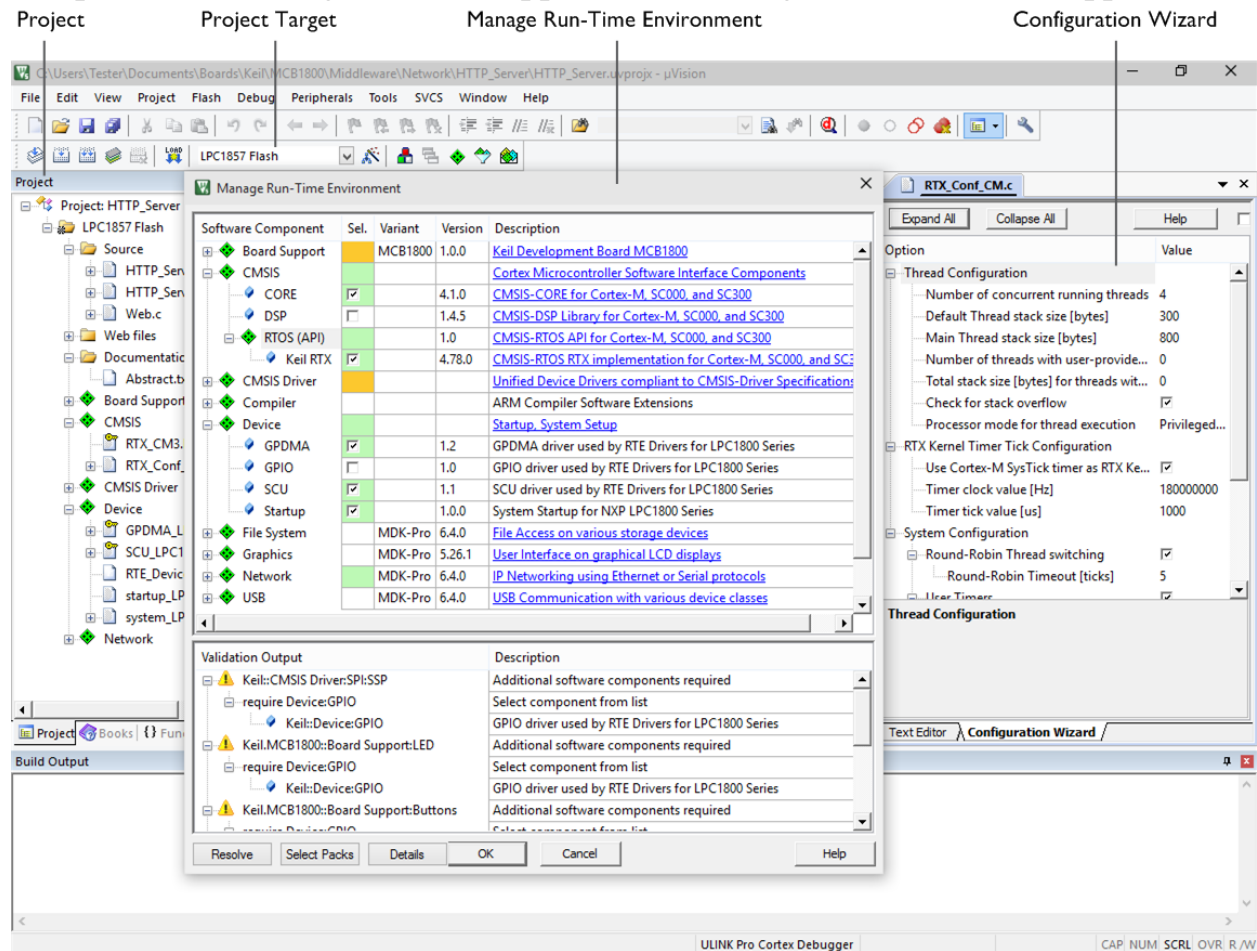 Project Project Target Manage Run-Time Environment Configuration Wizard
C:\Users\Tester\Documents\Boards\Keil\MCB1800\Middleware\Network\HTTP_Server\HTTP_Server.uvprojx - µVision
File Edit View Project Flash Debug Peripherals Tools SVCS Window Help
LOAD LPC1857 Flash
Project
Project: HTTP_Server
LPC1857 Flash
Source
HTTP_Serv
HTTP_Serv
Web.c
Web files
Documentatic
Abstract.tx
Board Support
CMSIS
RTX_CM3.
RTX_Conf_
CMSIS Driver
Device
GPDMA_L
SCU_LPC1
RTE_Devic
startup_LP
system_LP
Network
Project Books {} Fun
Manage Run-Time Environment
Software Component Sel. Variant Version Description
Board Support MCB1800 1.0.0 Keil Development Board MCB1800
CMSIS Cortex Microcontroller Software Interface Components
CORE 4.1.0 CMSIS-CORE for Cortex-M, SC000, and SC300
DSP 1.4.5 CMSIS-DSP Library for Cortex-M, SC000, and SC300
RTOS (API) 1.0 CMSIS-RTOS API for Cortex-M, SC000, and SC300
Keil RTX 4.78.0 CMSIS-RTOS RTX implementation for Cortex-M, SC000, and SC3
CMSIS Driver Unified Device Drivers compliant to CMSIS-Driver Specifications
Compiler ARM Compiler Software Extensions
Device Startup, System Setup
GPDMA 1.2 GPDMA driver used by RTE Drivers for LPC1800 Series
GPIO 1.0 GPIO driver used by RTE Drivers for LPC1800 Series
SCU 1.1 SCU driver used by RTE Drivers for LPC1800 Series
Startup 1.0.0 System Startup for NXP LPC1800 Series
File System MDK-Pro 6.4.0 File Access on various storage devices
Graphics MDK-Pro 5.26.1 User Interface on graphical LCD displays
Network MDK-Pro 6.4.0 IP Networking using Ethernet or Serial protocols
USB MDK-Pro 6.4.0 USB Communication with various device classes
Validation Output Description
Keil::CMSIS Driver:SPI:SSP Additional software components required
require Device:GPIO Select component from list
Keil::Device:GPIO GPIO driver used by RTE Drivers for LPC1800 Series
Keil.MCB1800::Board Support:LED Additional software components required
require Device:GPIO Select component from list
Keil::Device:GPIO GPIO driver used by RTE Drivers for LPC1800 Series
Keil.MCB1800::Board Support:Buttons Additional software components required
require Device:GPIO Select component from list
Resolve Select Packs Details OK Cancel Help
RTX_Conf_CM.c
Expand All Collapse All Help
Option Value
Thread Configuration
Number of concurrent running threads 4
Default Thread stack size [bytes] 300
Main Thread stack size [bytes] 800
Number of threads with user-provide... 0
Total stack size [bytes] for threads wit... 0
Check for stack overflow
Processor mode for thread execution Privileged...
RTX Kernel Timer Tick Configuration
Use Cortex-M SysTick timer as RTX Ke...
Timer clock value [Hz] 180000000
Timer tick value [us] 1000
System Configuration
Round-Robin Thread switching
Round-Robin Timeout [ticks] 5
User Timers
Thread Configuration
Text Editor Configuration Wizard
Build Output
ULINK Pro Cortex Debugger CAP NUM SCRL OVR R/W